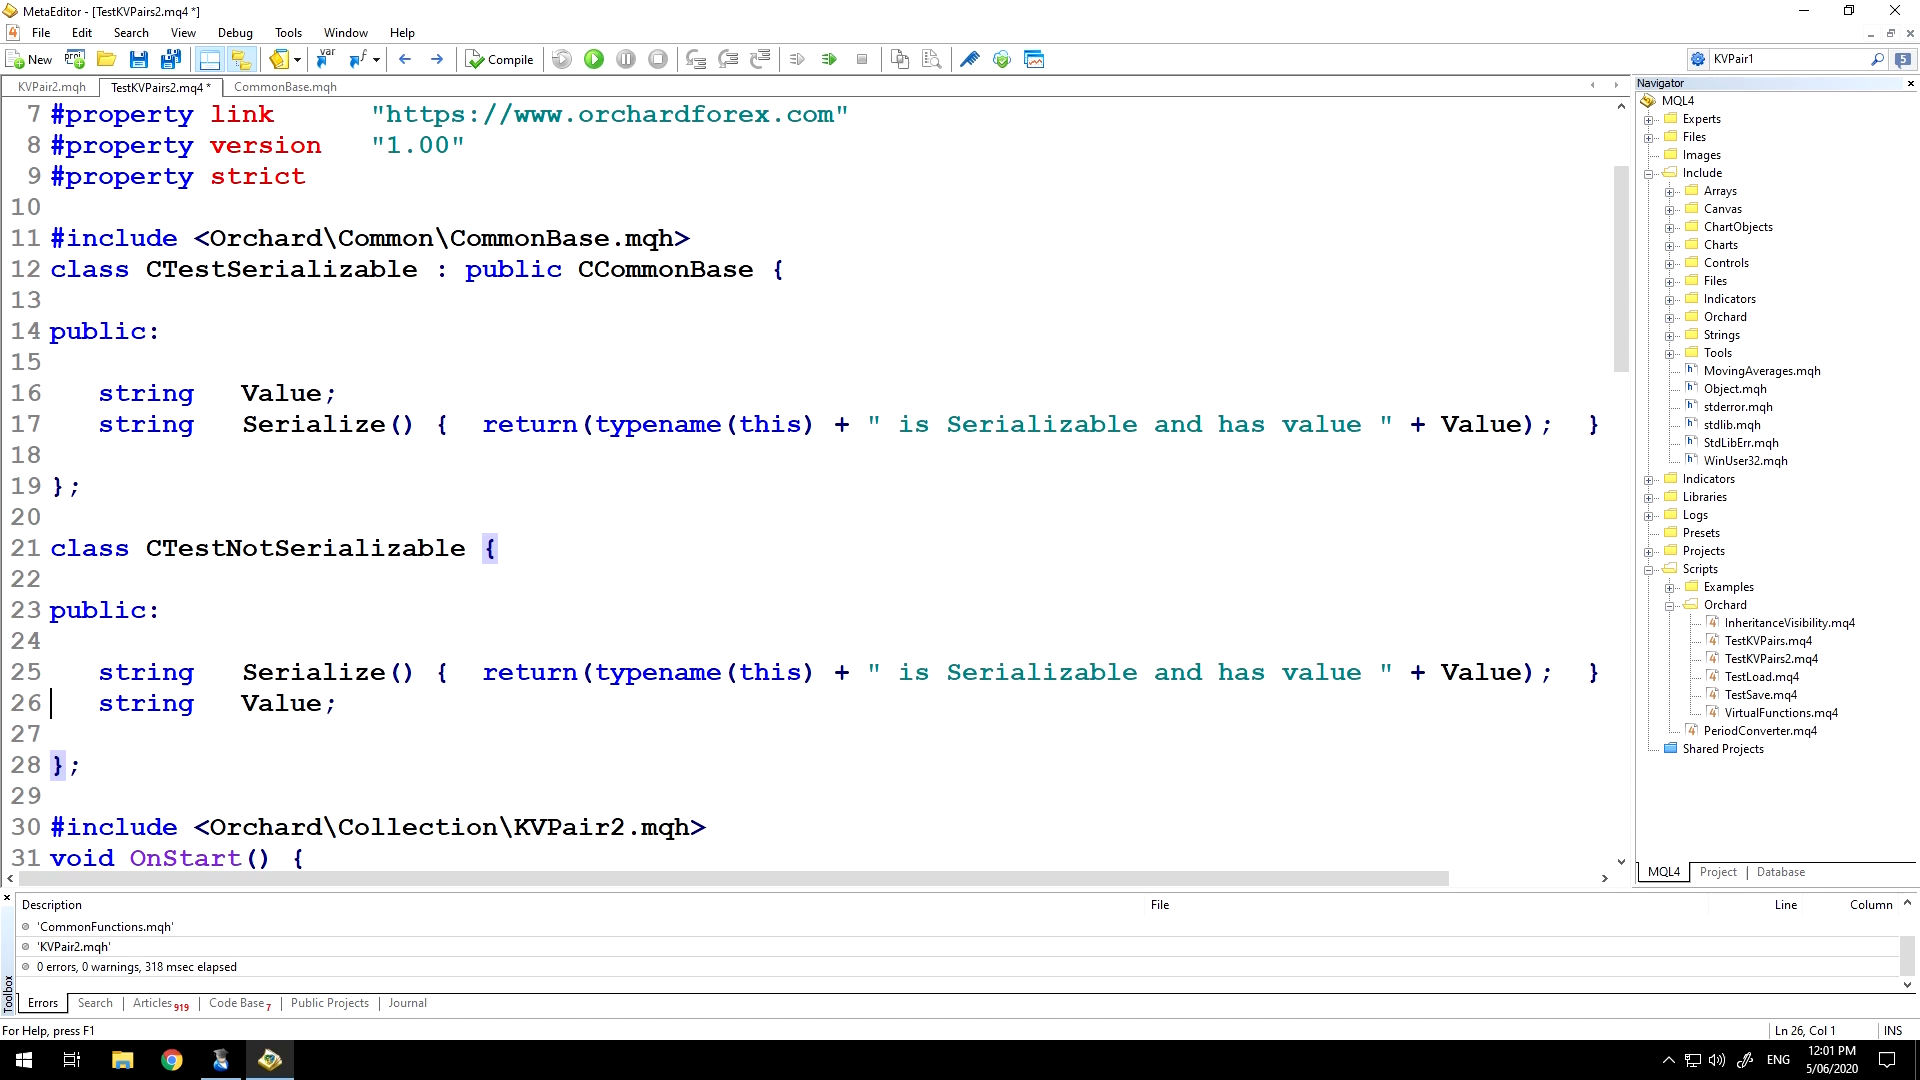 MetaEditor - [TestKVPairs2.mq4 *]
File Edit Search View Debug Tools Window Help
New Compile KVPair1 5
KVPair2.mqh TestKVPairs2.mq4 * CommonBase.mqh
7 #property link "https://www.orchardforex.com"
8 #property version "1.00"
9 #property strict
10
11 #include <Orchard\Common\CommonBase.mqh>
12 class CTestSerializable : public CCommonBase {
13
14 public:
15
16 string Value;
17 string Serialize() { return(typename(this) + " is Serializable and has value " + Value); }
18
19 };
20
21 class CTestNotSerializable {
22
23 public:
24
25 string Serialize() { return(typename(this) + " is Serializable and has value " + Value); }
26 string Value;
27
28 };
29
30 #include <Orchard\Collection\KVPair2.mqh>
31 void OnStart() {
Navigator
MQL4
Experts
Files
Images
Include
Arrays
Canvas
ChartObjects
Charts
Controls
Files
Indicators
Orchard
Strings
Tools
MovingAverages.mqh
Object.mqh
stderror.mqh
stdlib.mqh
StdLibErr.mqh
WinUser32.mqh
Indicators
Libraries
Logs
Presets
Projects
Scripts
Examples
Orchard
InheritanceVisibility.mq4
TestKVPairs.mq4
TestKVPairs2.mq4
TestLoad.mq4
TestSave.mq4
VirtualFunctions.mq4
PeriodConverter.mq4
Shared Projects
MQL4 Project Database
Description File Line Column
'CommonFunctions.mqh'
'KVPair2.mqh'
0 errors, 0 warnings, 318 msec elapsed
Toolbox
Errors Search Articles 919 Code Base 7 Public Projects Journal
For Help, press F1 Ln 26, Col 1 INS
ENG 12:01 PM
5/06/2020